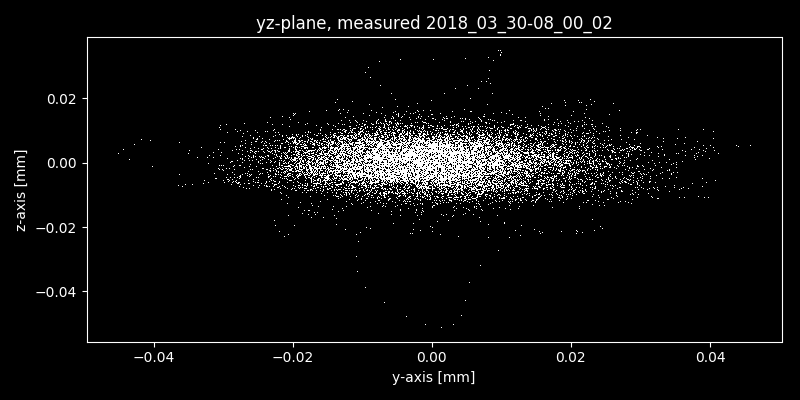 yz-plane, measured 2018_03_30-08_00_02
z-axis [mm]
0.02
0.00
−0.02
−0.04
−0.04 −0.02 0.00 0.02 0.04
y-axis [mm]